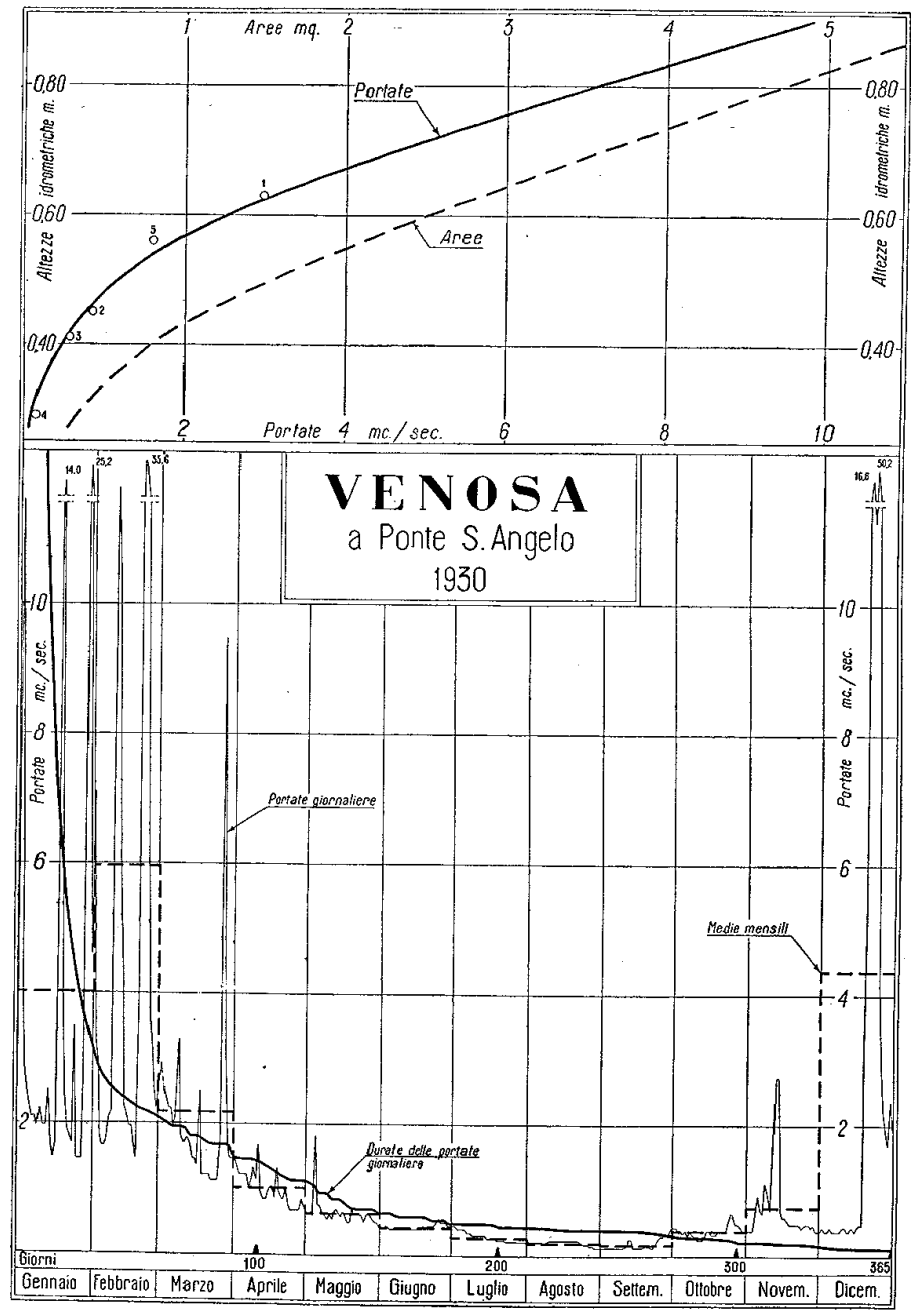 1 Aree mq. 2 3 4 5
0,80 0,80
Portate
Altezze idrometriche m.
Altezze idrometriche m.
1
0,60 0,60
5
Aree
2
3
0,40 0,40
4
2 Portate 4 mc./sec. 6 8 10
14.0 25,2 35,6 16,6 50,2
VENOSA
a Ponte S. Angelo
1930
10 10
Portate mc./sec.
Portate mc./sec.
8 8
Portate giornaliere
6 6
Medie mensili
4
2 2
Durate delle portate
giornaliere
Giorni 100 200 300 365
Gennaio Febbraio Marzo Aprile Maggio Giugno Luglio Agosto Settem. Ottobre Novem. Dicem.